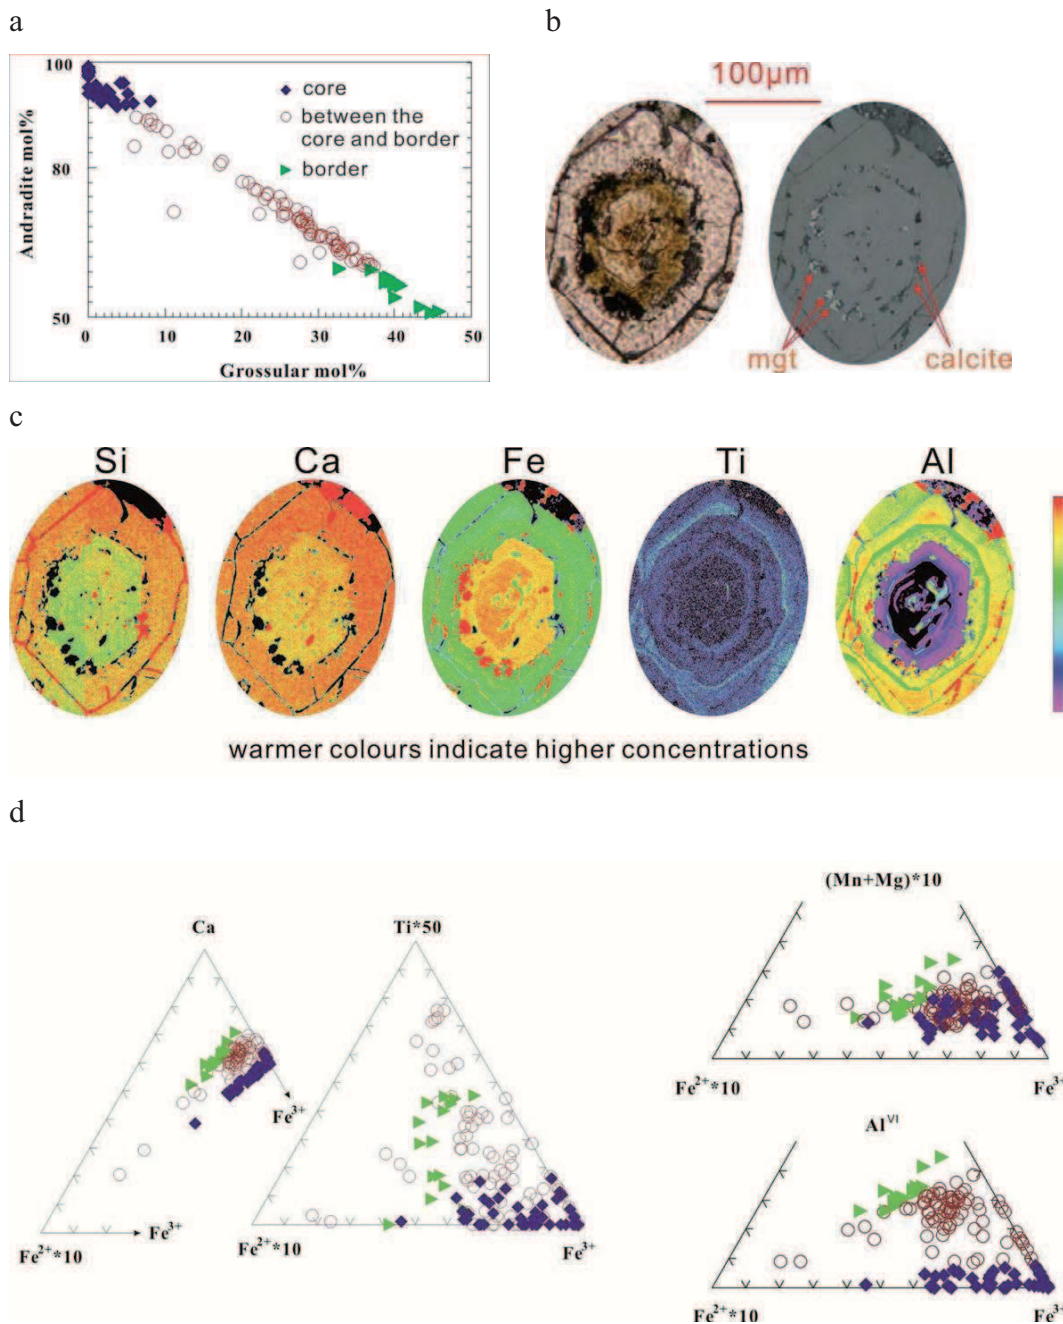 a
100
80
50
Andradite mol%
core
between the
core and border
border
0
10
20
30
40
50
Grossular mol%
b
100µm
mgt
calcite
c
Si
Ca
Fe
Ti
Al
warmer colours indicate higher concentrations
d
Ca
Fe³⁺
Fe²⁺*10
Fe³⁺
Ti*50
Fe²⁺*10
Fe³⁺
(Mn+Mg)*10
Fe²⁺*10
Fe³⁺
Alⱽᴵ
Fe²⁺*10
Fe³⁺